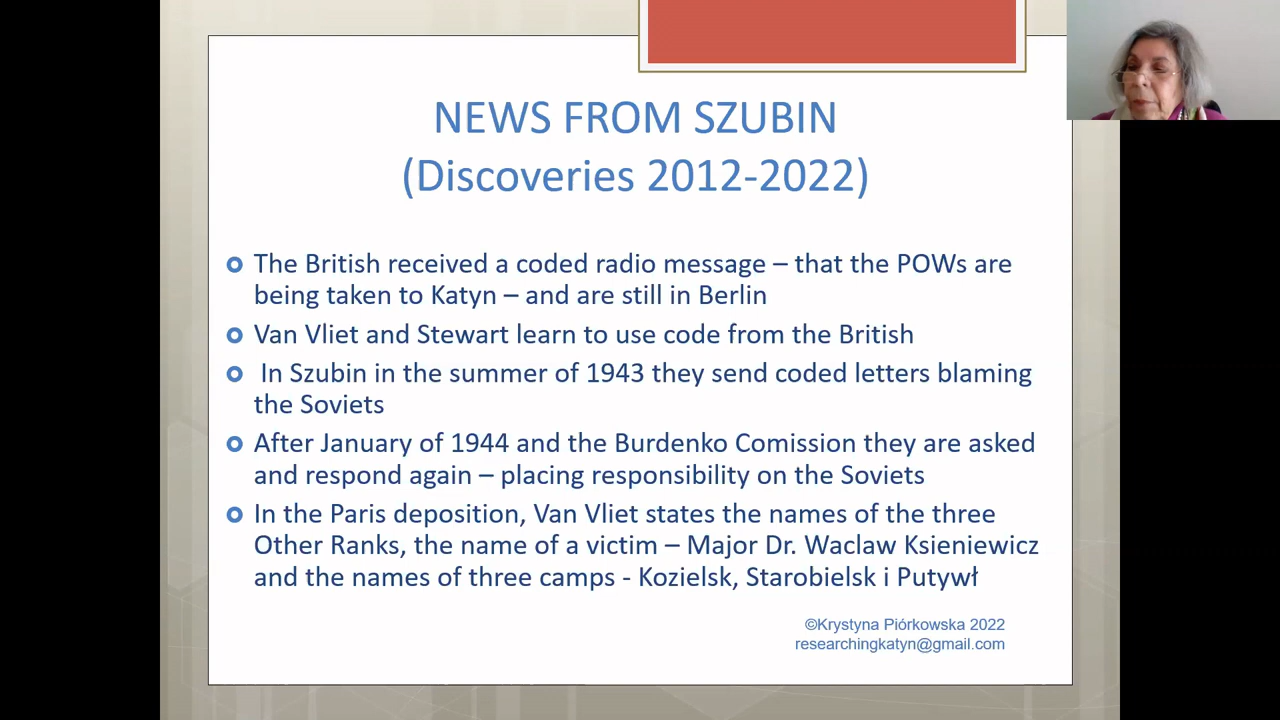 NEWS FROM SZUBIN
(Discoveries 2012-2022)
The British received a coded radio message – that the POWs are
being taken to Katyn – and are still in Berlin
Van Vliet and Stewart learn to use code from the British
In Szubin in the summer of 1943 they send coded letters blaming
the Soviets
After January of 1944 and the Burdenko Comission they are asked
and respond again – placing responsibility on the Soviets
In the Paris deposition, Van Vliet states the names of the three
Other Ranks, the name of a victim – Major Dr. Waclaw Ksieniewicz
and the names of three camps - Kozielsk, Starobielsk i Putywł
©Krystyna Piórkowska 2022
researchingkatyn@gmail.com